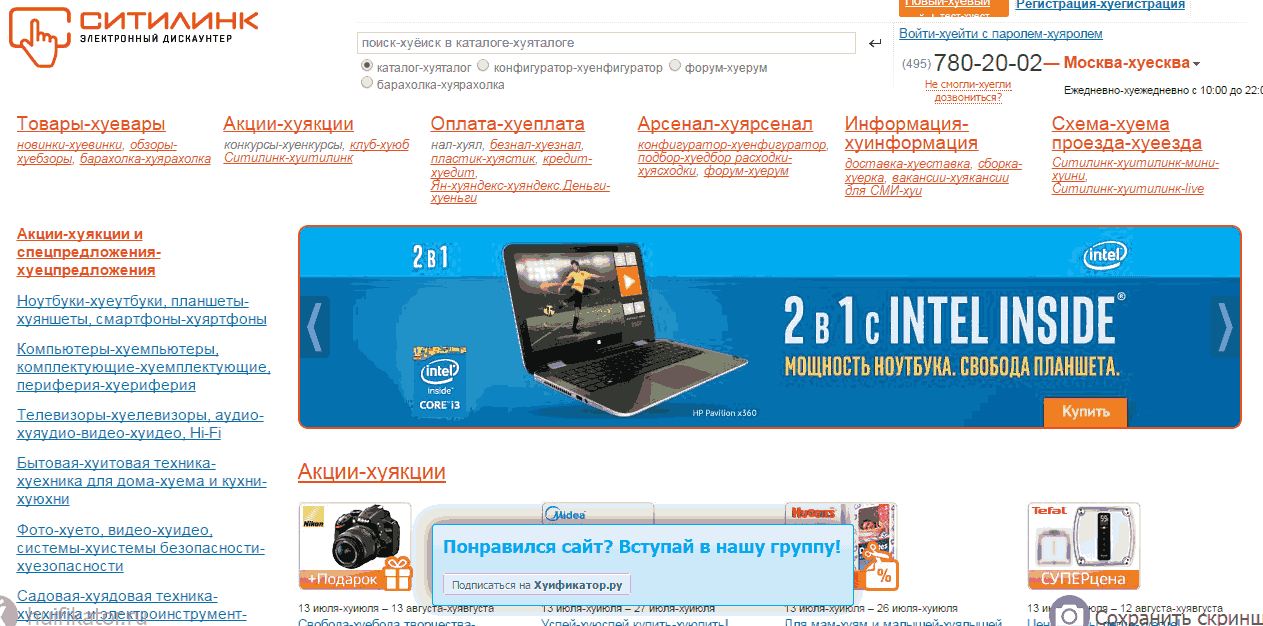 СИТИЛИНК
ЭЛЕКТРОННЫЙ ДИСКАУНТЕР
Новый-хуевый
Регистрация-хуегистрация
поиск-хуёиск в каталоге-хуяталоге
Войти-хуейти с паролем-хуяролем
каталог-хуяталог конфигуратор-хуенфигуратор форум-хуерум
барахолка-хуярахолка
(495) 780-20-02 — Москва-хуесква
Не смогли-хуегли
дозвониться?
Ежедневно-хуежедневно с 10:00 до 22:0
Товары-хуевары
новинки-хуевинки, обзоры-
хуебзоры, барахолка-хуярахолка
Акции-хуякции
конкурсы-хуенкурсы, клуб-хуюб
Ситилинк-хуитилинк
Оплата-хуеплата
нал-хуял, безнал-хуезнал,
пластик-хуястик, кредит-
хуедит,
Ян-хуяндекс-хуяндекс.Деньги-
хуеньги
Арсенал-хуярсенал
конфигуратор-хуенфигуратор,
подбор-хуедбор расходки-
хуясходки, форум-хуерум
Информация-
хуинформация
доставка-хуеставка, сборка-
хуерка, вакансии-хуякансии
для СМИ-хуи
Схема-хуема
проезда-хуеезда
Ситилинк-хуитилинк-мини-
хуини,
Ситилинк-хуитилинк-live
Акции-хуякции и
спецпредложения-
хуецпредложения
Ноутбуки-хуеутбуки, планшеты-
хуяншеты, смартфоны-хуяртфоны
Компьютеры-хуемпьютеры,
комплектующие-хуемплектующие,
периферия-хуериферия
Телевизоры-хуелевизоры, аудио-
хуяудио-видео-хуидео, Hi-Fi
Бытовая-хуитовая техника-
хуехника для дома-хуема и кухни-
хуюхни
Фото-хуето, видео-хуидео,
системы-хуистемы безопасности-
хуезопасности
Садовая-хуядовая техника-
хуехника и электроинструмент-
huifikator.ru
2 В 1
intel
2 В 1 С INTEL INSIDE®
МОЩНОСТЬ НОУТБУКА. СВОБОДА ПЛАНШЕТА.
intel
inside™
CORE i3
HP Pavilion x360
Купить
Акции-хуякции
Nikon
+Подарок
Midea
HUGGIES
%
Tefal
СУПЕРцена
Понравился сайт? Вступай в нашу группу!
Подписаться на Хуификатор.ру
13 июля-хуиюля – 13 августа-хуявгуста
13 июля-хуиюля – 27 июля-хуиюля
13 июля-хуиюля – 26 июля-хуиюля
– 12 августа-хуявгуста
Свобода-хуебода творчества-
Успей-хуюспей купить-хуюпить!
Для мам-хуям и малышей-хуялышей
Сохранить скринш